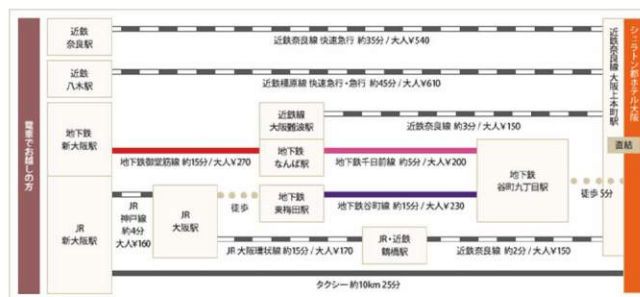 電車でお越しの方
近鉄
奈良駅
近鉄奈良線 快速急行 約35分/大人¥540
近鉄
八木駅
近鉄橿原線 快速急行・急行 約45分/大人¥610
近鉄線
大阪難波駅
近鉄奈良線 約3分/大人¥150
地下鉄
新大阪駅
地下鉄御堂筋線 約15分/大人¥270
地下鉄
なんば駅
地下鉄千日前線 約5分/大人¥200
地下鉄
谷町九丁目駅
徒歩 5分
JR
新大阪駅
JR
神戸線
約4分
大人¥160
JR
大阪駅
徒歩
地下鉄
東梅田駅
地下鉄谷町線 約15分/大人¥230
JR 大阪環状線 約15分/大人¥170
JR・近鉄
鶴橋駅
近鉄奈良線 約2分/大人¥150
タクシー 約10km 25分
近鉄奈良線 大阪上本町駅
直結
シェラトン都ホテル大阪